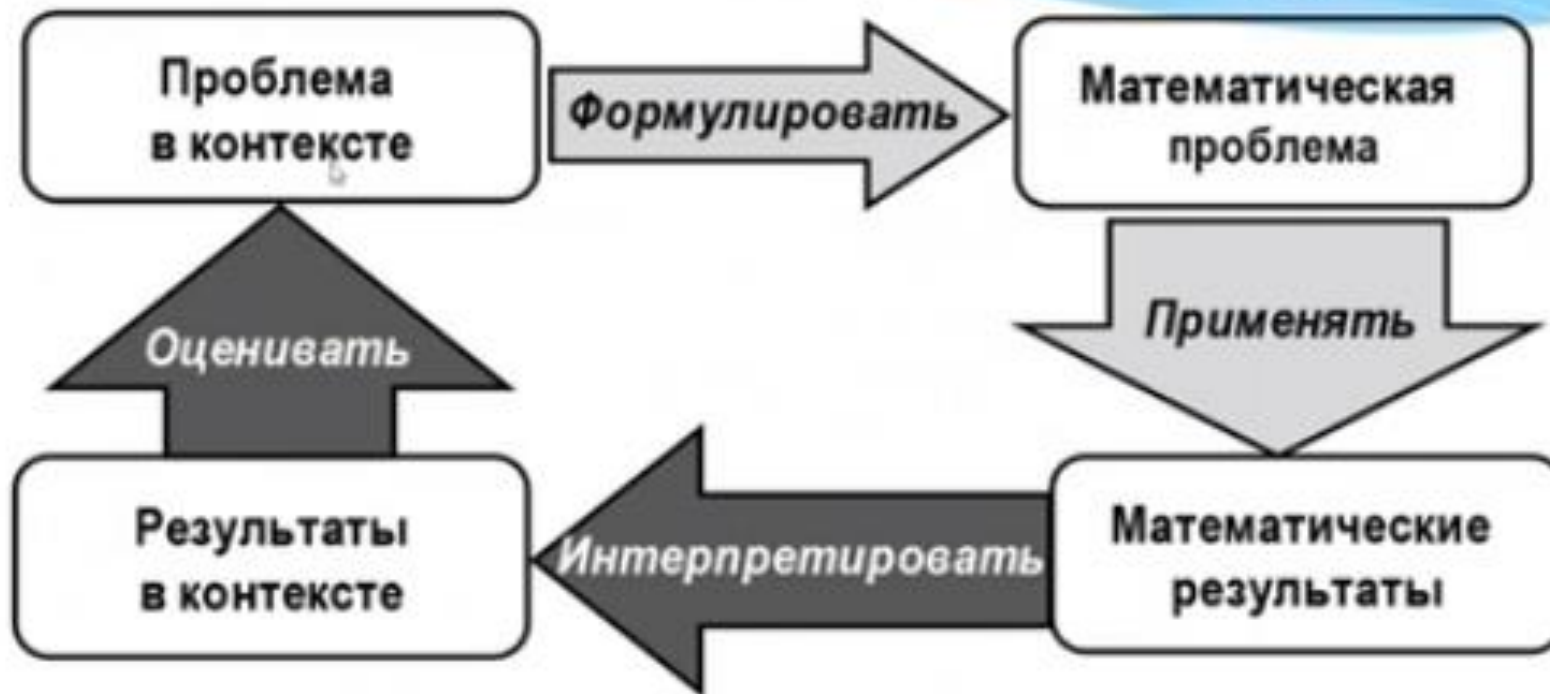 Проблема
в контексте
Формулировать
Математическая
проблема
Применять
Оценивать
Результаты
в контексте
Интерпретировать
Математические
результаты